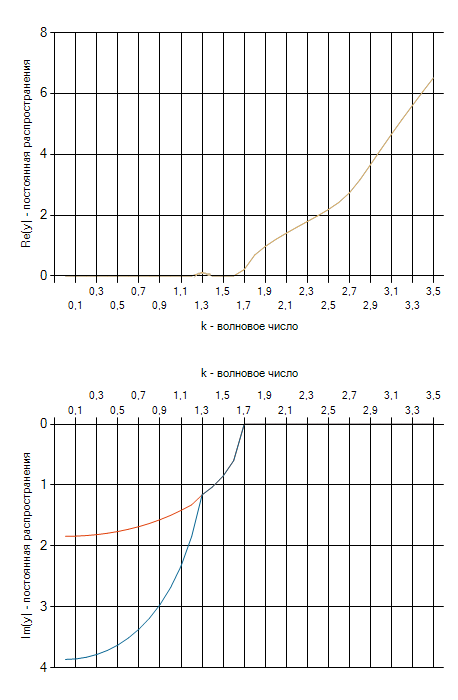 8
6
4
2
0
Re(y| - постоянная распространения
0,3 0,7 1,1 1,5 1,9 2,3 2,7 3,1 3,5
0,1 0,5 0,9 1,3 1,7 2,1 2,5 2,9 3,3
k - волновое число
k - волновое число
0,3 0,7 1,1 1,5 1,9 2,3 2,7 3,1 3,5
0,1 0,5 0,9 1,3 1,7 2,1 2,5 2,9 3,3
0
1
2
3
4
Im(y| - постоянная распространения